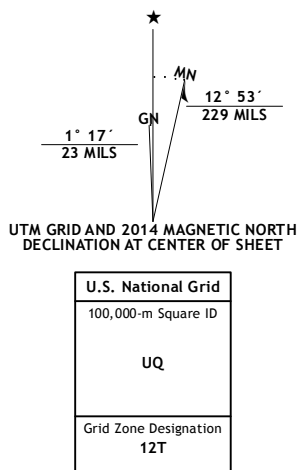 ★
MN
GN
12° 53´
229 MILS
1° 17´
23 MILS
UTM GRID AND 2014 MAGNETIC NORTH
DECLINATION AT CENTER OF SHEET
U.S. National Grid
100,000-m Square ID
UQ
Grid Zone Designation
12T